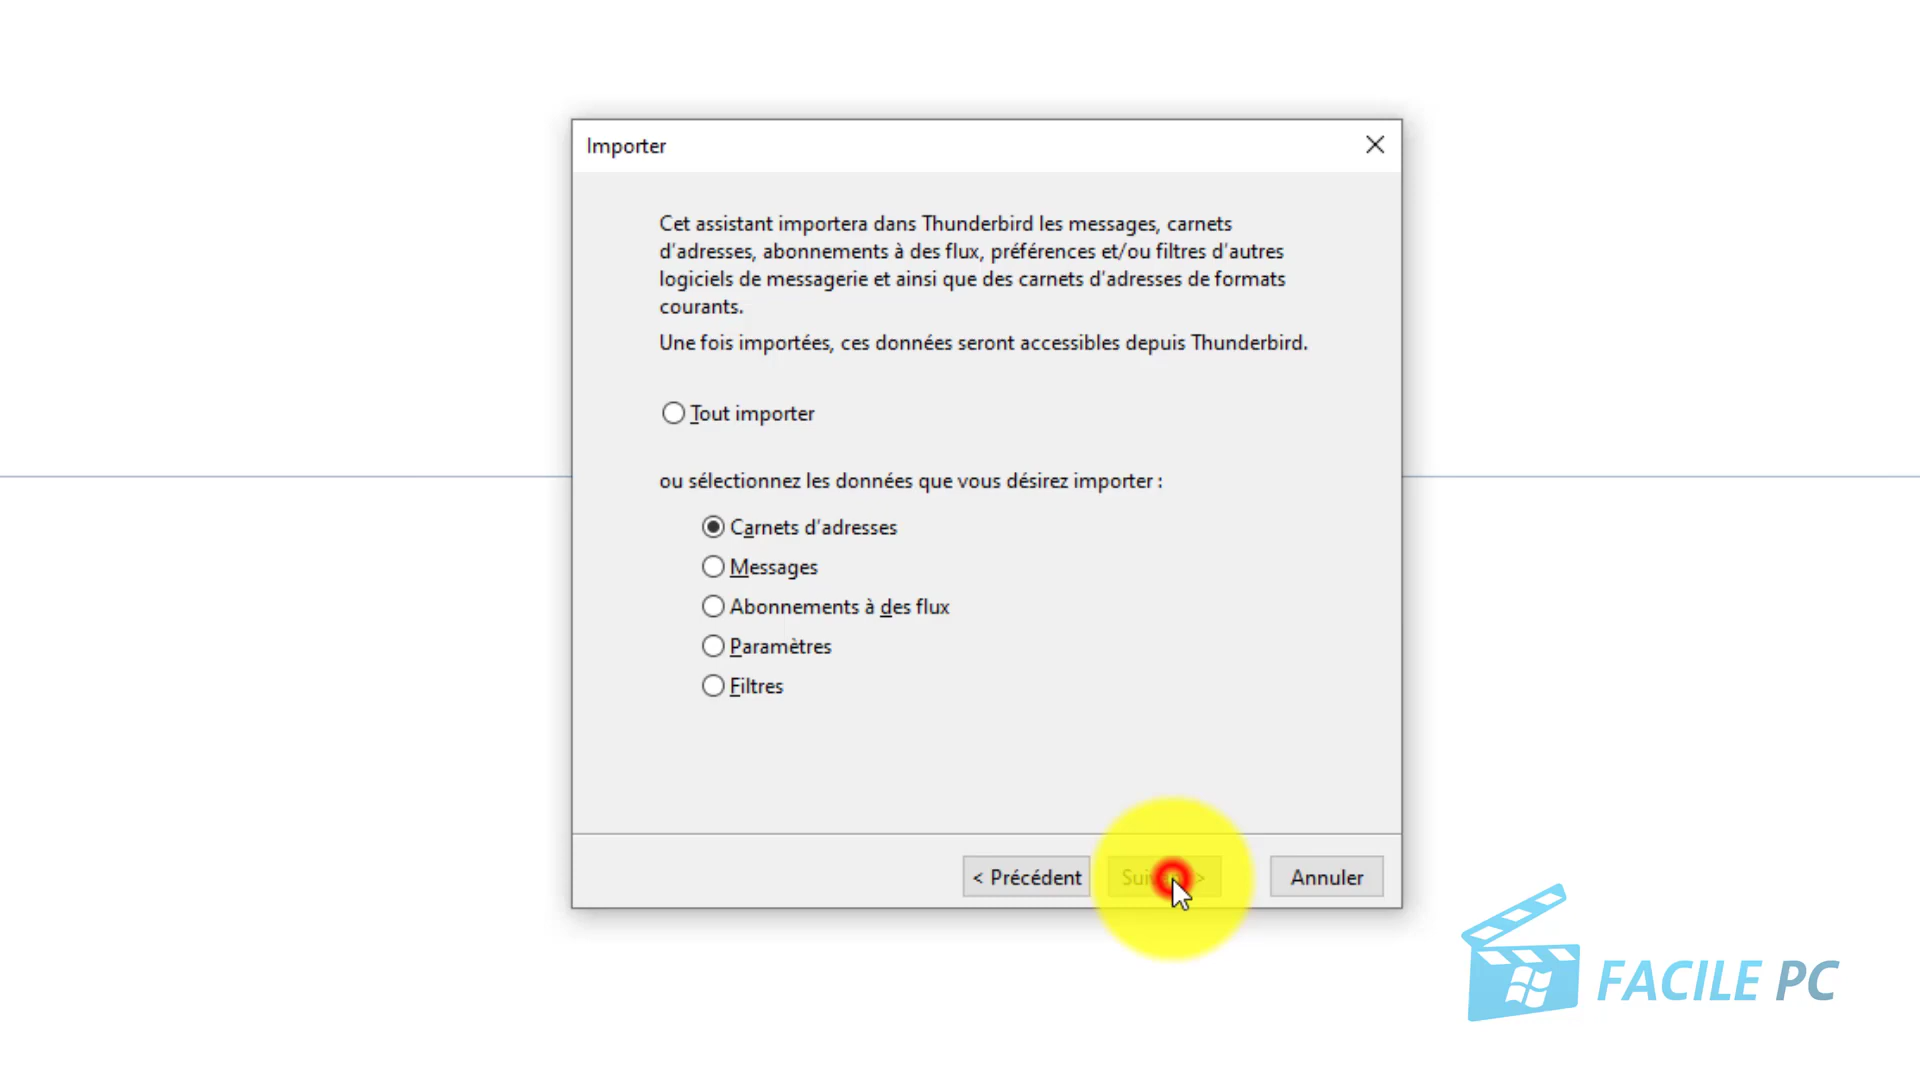 Importer
Cet assistant importera dans Thunderbird les messages, carnets
d’adresses, abonnements à des flux, préférences et/ou filtres d’autres
logiciels de messagerie et ainsi que des carnets d’adresses de formats
courants.
Une fois importées, ces données seront accessibles depuis Thunderbird.
Tout importer
ou sélectionnez les données que vous désirez importer :
Carnets d’adresses
Messages
Abonnements à des flux
Paramètres
Filtres
< Précédent
Annuler
FACILE PC